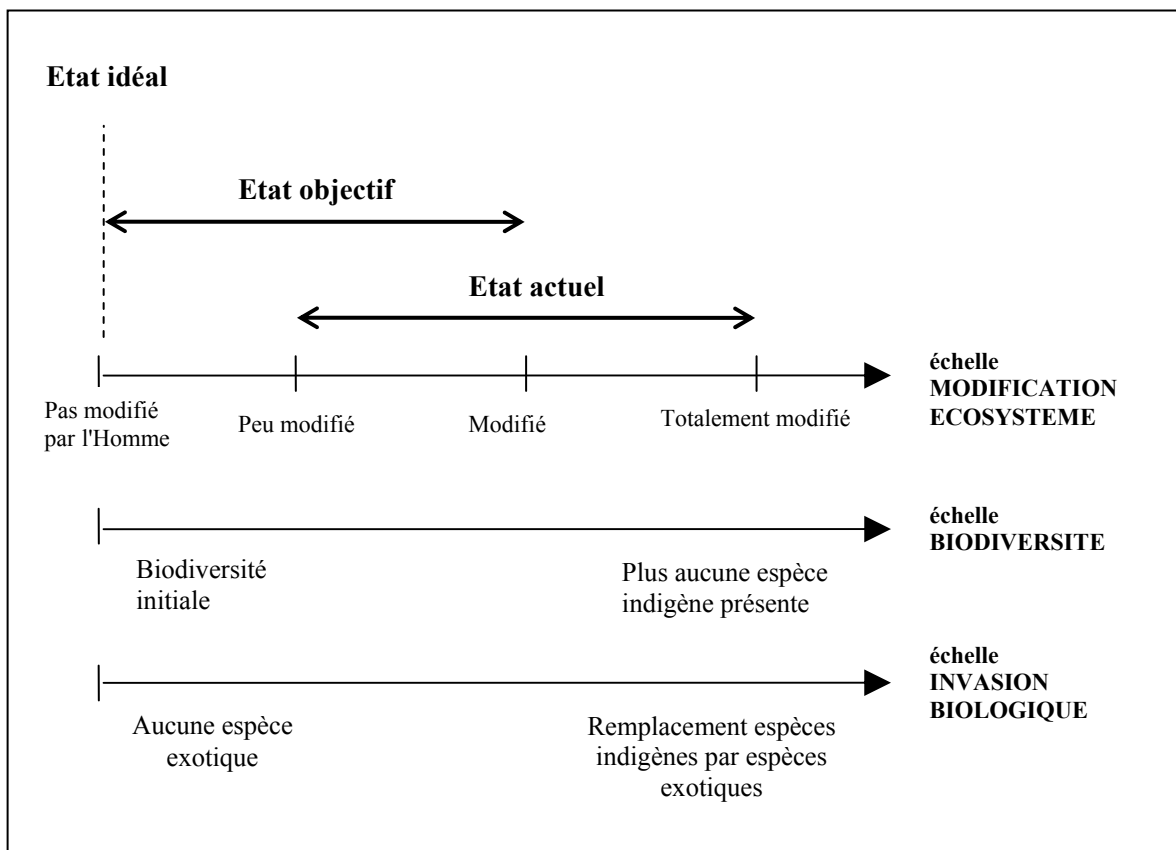 Etat idéal
Etat objectif
Etat actuel
Pas modifié
par l'Homme
Peu modifié
Modifié
Totalement modifié
échelle
MODIFICATION
ECOSYSTEME
Biodiversité
initiale
Plus aucune espèce
indigène présente
échelle
BIODIVERSITE
Aucune espèce
exotique
Remplacement espèces
indigènes par espèces
exotiques
échelle
INVASION
BIOLOGIQUE